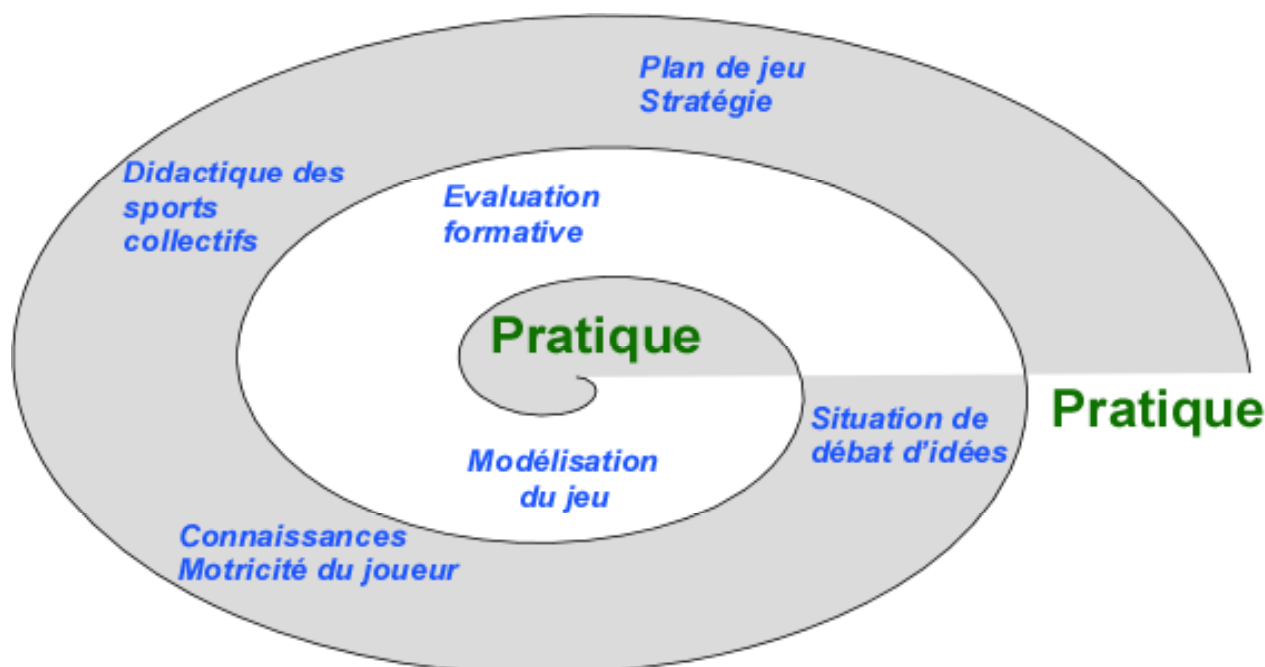 Plan de jeu
Stratégie
Didactique des
sports
collectifs
Evaluation
formative
Pratique
Pratique
Situation de
débat d'idées
Modélisation
du jeu
Connaissances
Motricité du joueur